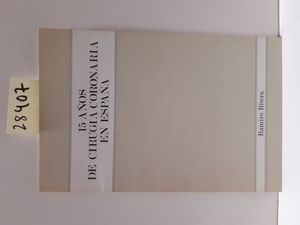 28407
15 AÑOS
DE CIRUGIA CORONARIA
EN ESPAÑA
Ramiro Rivera